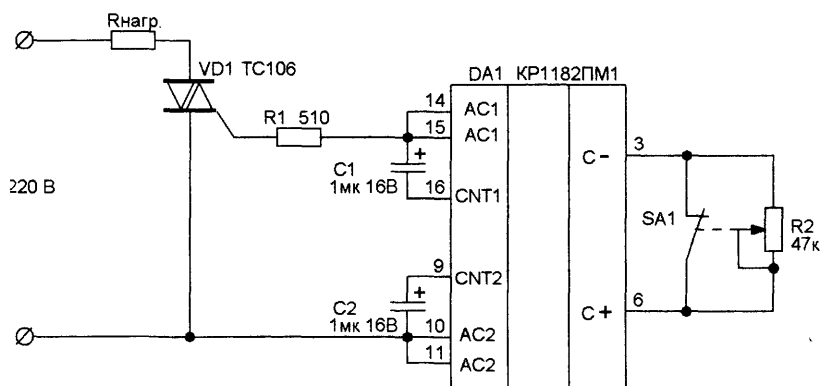 Rнагр.
VD1 TC106
DA1 КР1182ПМ1
14 AC1
R1 510
15 AC1
C1
1мк 16В
16 CNT1
C- 3
220 В
SA1
R2
47к
9 CNT2
C2
1мк 16В
10 AC2
11 AC2
C+ 6
+
+